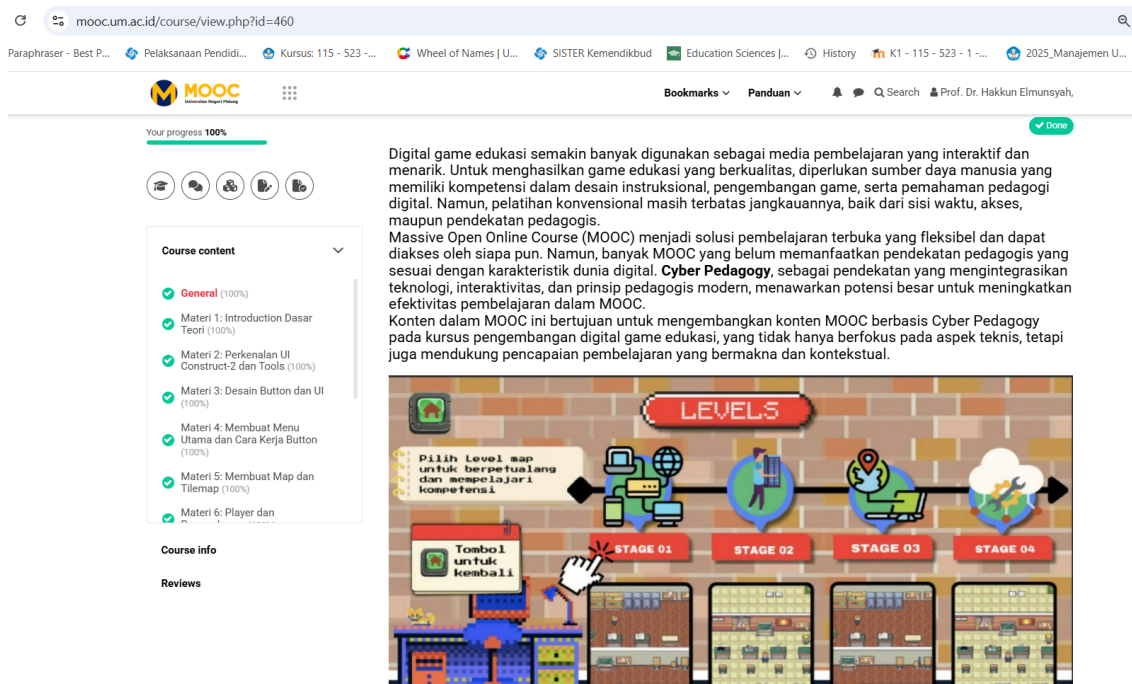 mooc.um.ac.id/course/view.php?id=460
Paraphraser - Best P...
Pelaksanaan Pendidi...
Kursus: 115 - 523 -...
Wheel of Names | U...
SISTER Kemendikbud
Education Sciences |...
History
K1 - 115 - 523 - 1 -...
2025_Manajemen U...
MOOC
Universitas Negeri Malang
Bookmarks
Panduan
Search
Prof. Dr. Hakkun Elmunsyah,
Your progress 100%
Done
Course content
General (100%)
Materi 1: Introduction Dasar
Teori (100%)
Materi 2: Perkenalan UI
Construct-2 dan Tools (100%)
Materi 3: Desain Button dan UI
(100%)
Materi 4: Membuat Menu
Utama dan Cara Kerja Button
(100%)
Materi 5: Membuat Map dan
Tilemap (100%)
Materi 6: Player dan
Course info
Reviews
Digital game edukasi semakin banyak digunakan sebagai media pembelajaran yang interaktif dan
menarik. Untuk menghasilkan game edukasi yang berkualitas, diperlukan sumber daya manusia yang
memiliki kompetensi dalam desain instruksional, pengembangan game, serta pemahaman pedagogi
digital. Namun, pelatihan konvensional masih terbatas jangkauannya, baik dari sisi waktu, akses,
maupun pendekatan pedagogis.
Massive Open Online Course (MOOC) menjadi solusi pembelajaran terbuka yang fleksibel dan dapat
diakses oleh siapa pun. Namun, banyak MOOC yang belum memanfaatkan pendekatan pedagogis yang
sesuai dengan karakteristik dunia digital. Cyber Pedagogy, sebagai pendekatan yang mengintegrasikan
teknologi, interaktivitas, dan prinsip pedagogis modern, menawarkan potensi besar untuk meningkatkan
efektivitas pembelajaran dalam MOOC.
Konten dalam MOOC ini bertujuan untuk mengembangkan konten MOOC berbasis Cyber Pedagogy
pada kursus pengembangan digital game edukasi, yang tidak hanya berfokus pada aspek teknis, tetapi
juga mendukung pencapaian pembelajaran yang bermakna dan kontekstual.
LEVELS
Pilih Level map
untuk berpetualang
dan mempelajari
kompetensi
Tombol
untuk
kembali
STAGE 01
STAGE 02
STAGE 03
STAGE 04